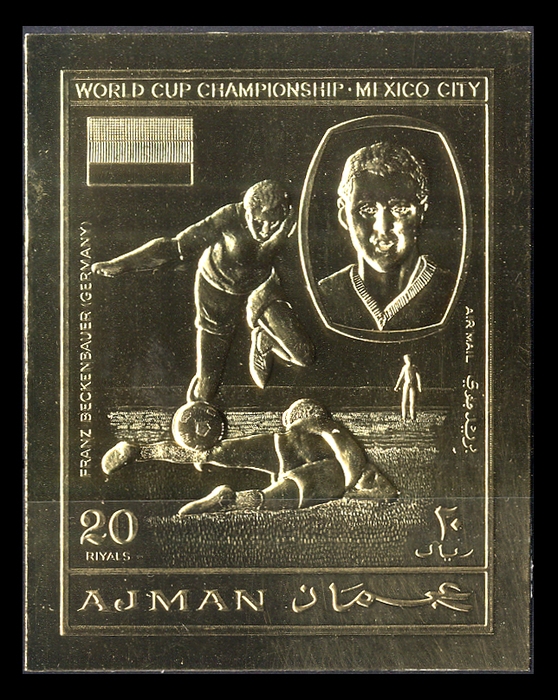 WORLD CUP CHAMPIONSHIP · MEXICO CITY
FRANZ BECKENBAUER (GERMANY)
AIR MAIL بريد جوي
20 ٢٠
RIYALS ريال
AJMAN عجمان